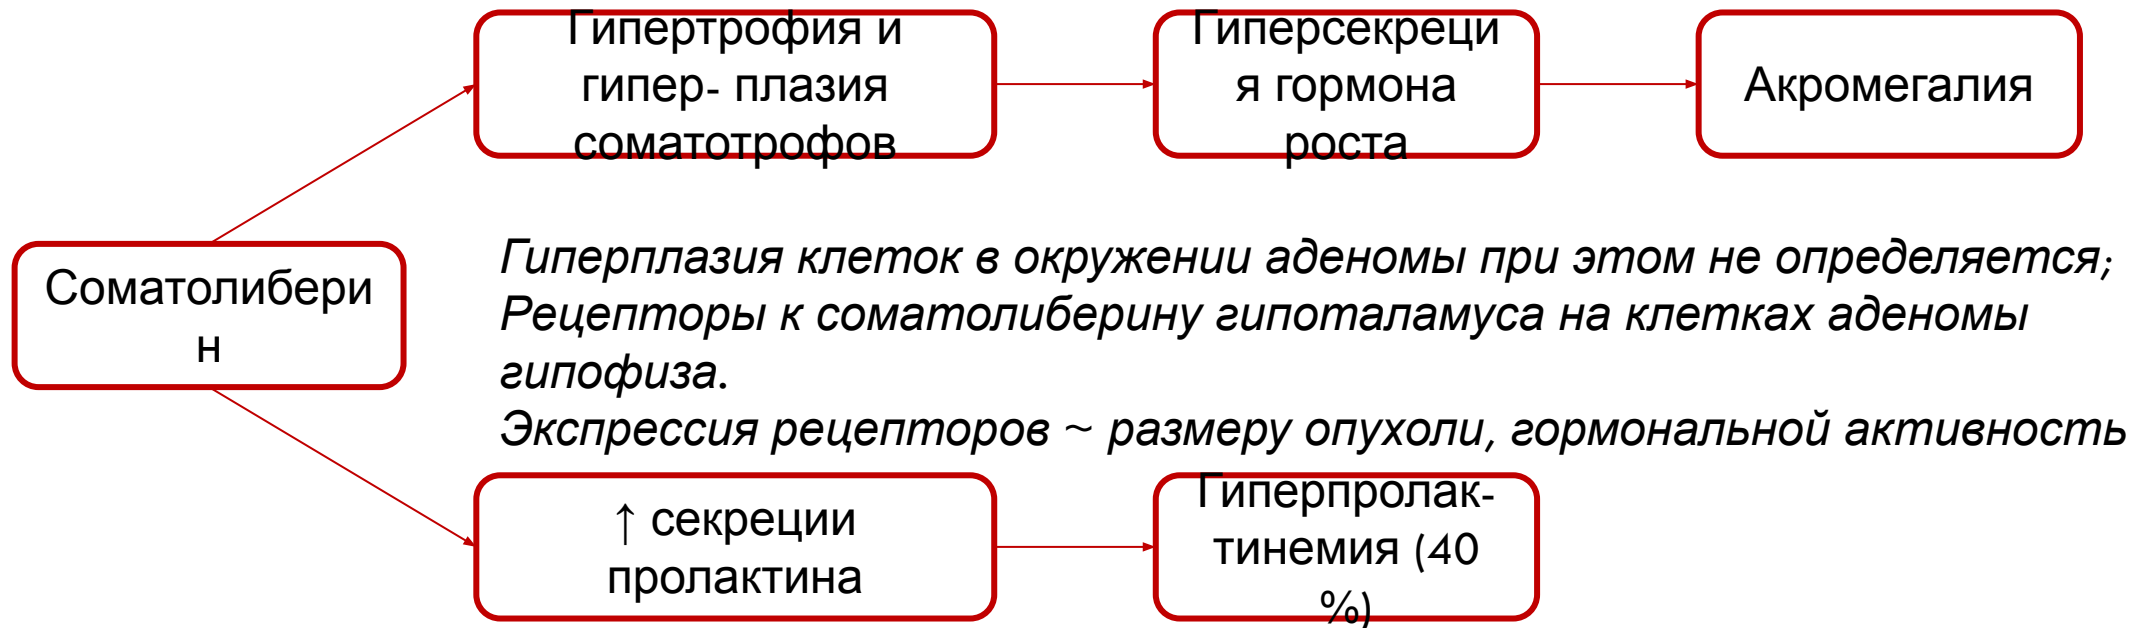 Гипертрофия и
гипер- плазия
соматотрофов
Гиперсекреци
я гормона
роста
Акромегалия
Соматолибери
н
Гиперплазия клеток в окружении аденомы при этом не определяется;
Рецепторы к соматолиберину гипоталамуса на клетках аденомы
гипофиза.
Экспрессия рецепторов ~ размеру опухоли, гормональной активность
↑ секреции
пролактина
Гиперпролак-
тинемия (40
%)